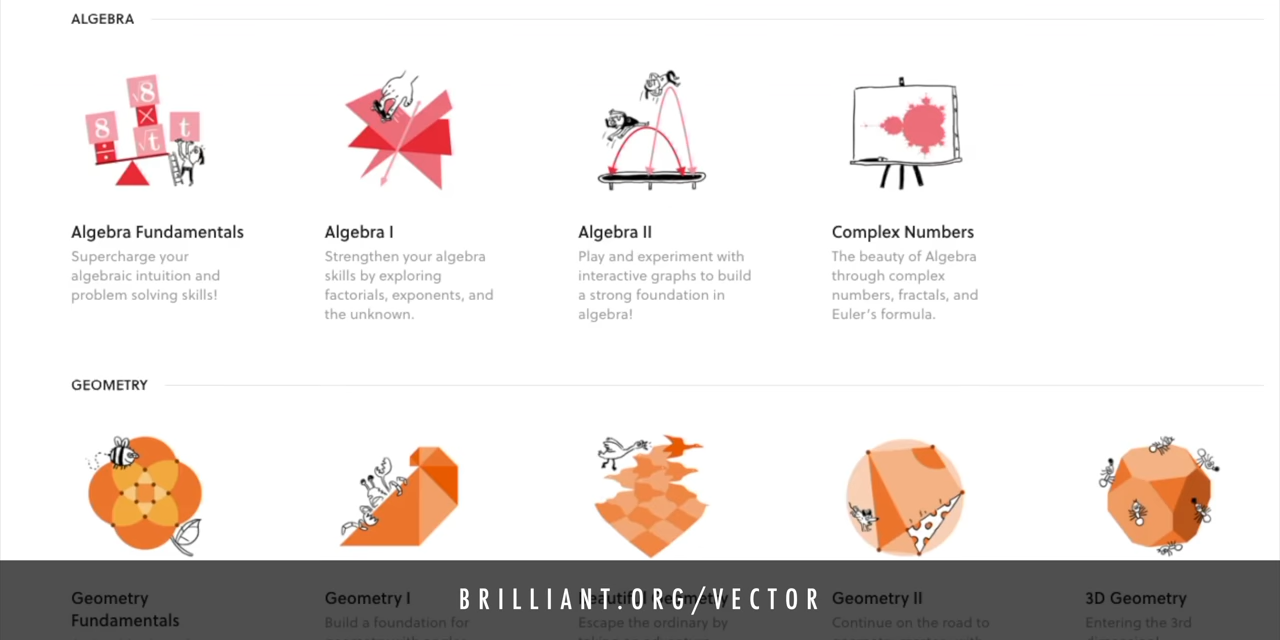 ALGEBRA
√8
8
×
t
√t
Algebra Fundamentals
Supercharge your
algebraic intuition and
problem solving skills!
Algebra I
Strengthen your algebra
skills by exploring
factorials, exponents, and
the unknown.
Algebra II
Play and experiment with
interactive graphs to build
a strong foundation in
algebra!
Complex Numbers
The beauty of Algebra
through complex
numbers, fractals, and
Euler's formula.
GEOMETRY
Geometry
Fundamentals
Geometry I
Build a foundation for
Beautiful Geometry
Escape the ordinary by
Geometry II
Continue on the road to
3D Geometry
Entering the 3rd
BRILLIANT.ORG/VECTOR